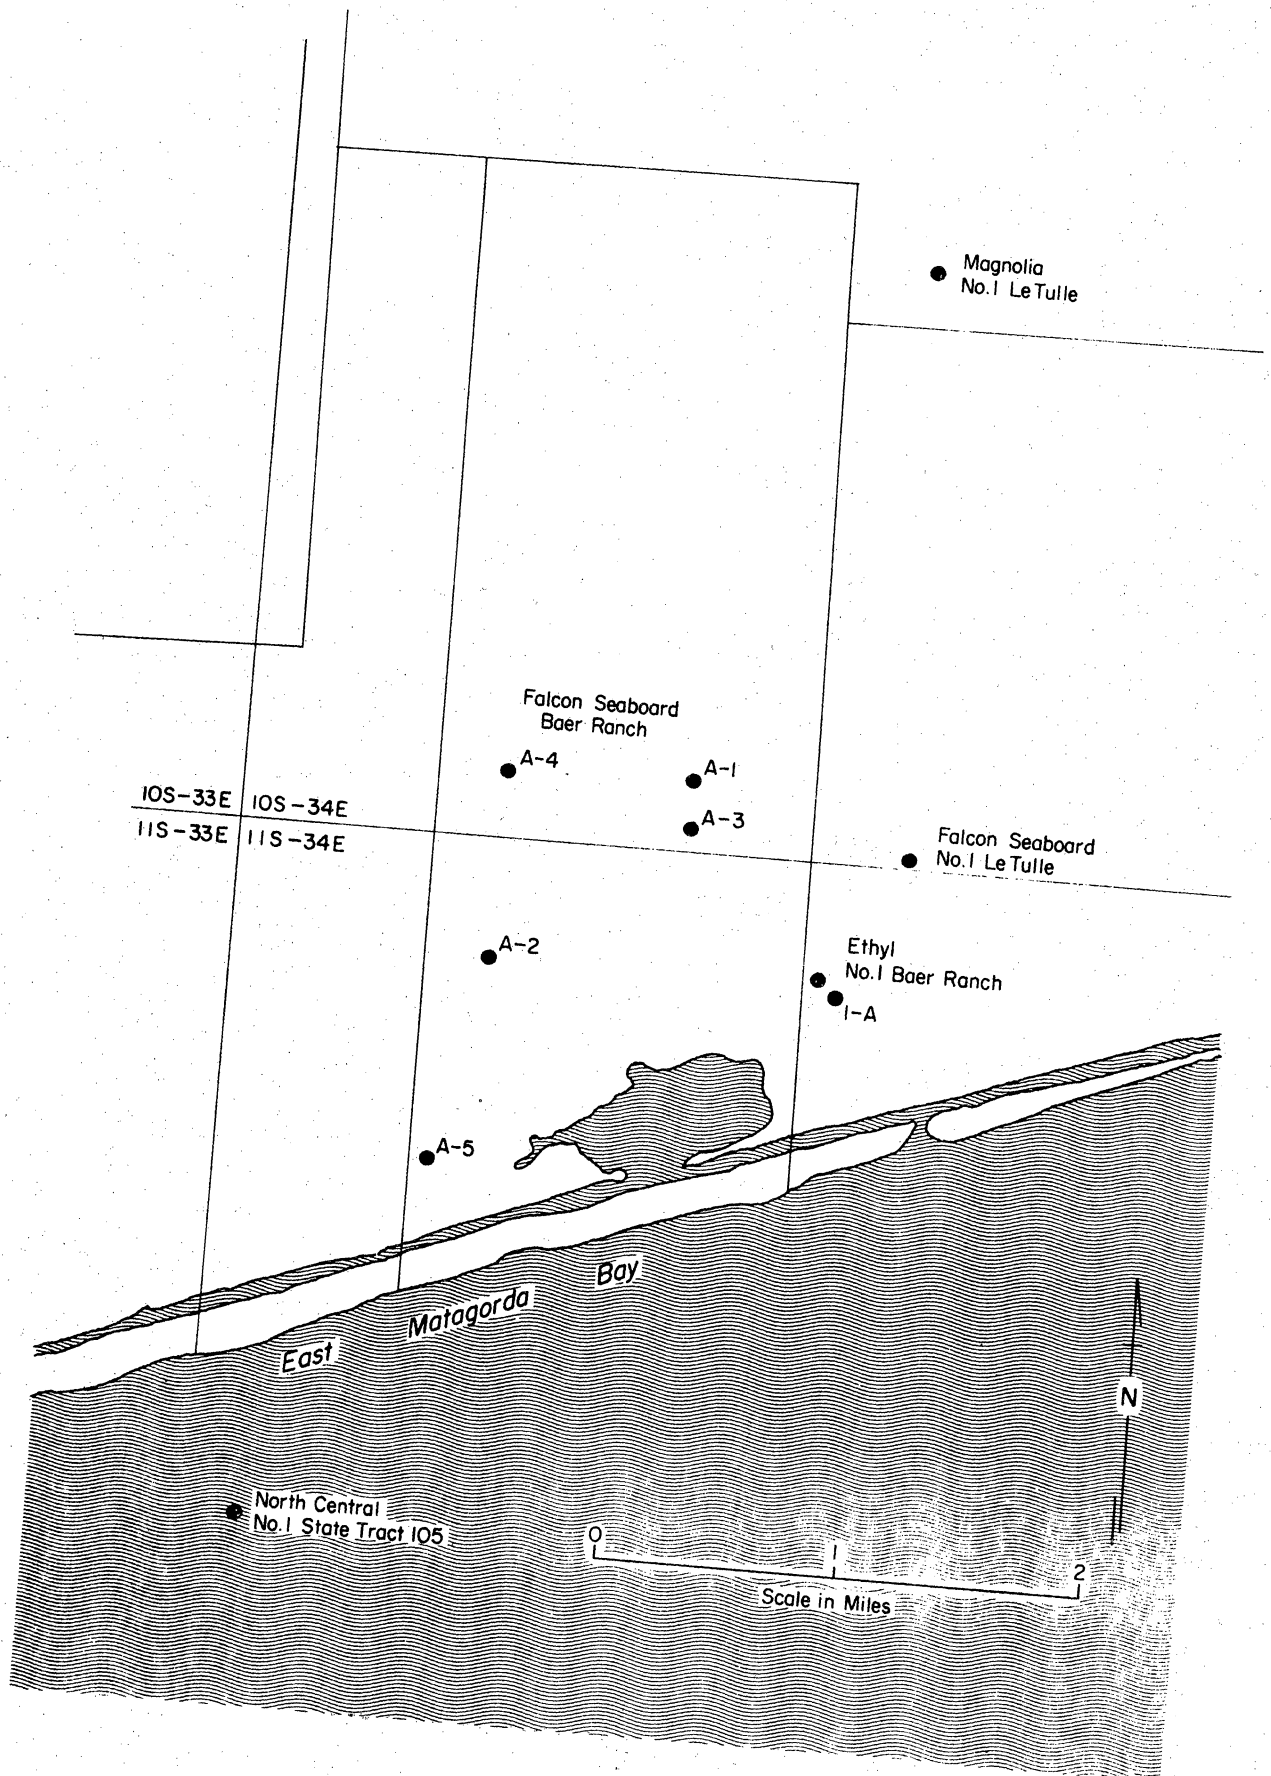 Magnolia
No.1 Le Tulle
Falcon Seaboard
Baer Ranch
A-4
A-1
A-3
10S-33E
10S-34E
11S-33E
11S-34E
Falcon Seaboard
No.1 Le Tulle
A-2
Ethyl
No.1 Baer Ranch
1-A
A-5
East Matagorda Bay
N
North Central
No.1 State Tract 105
0
1
2
Scale in Miles